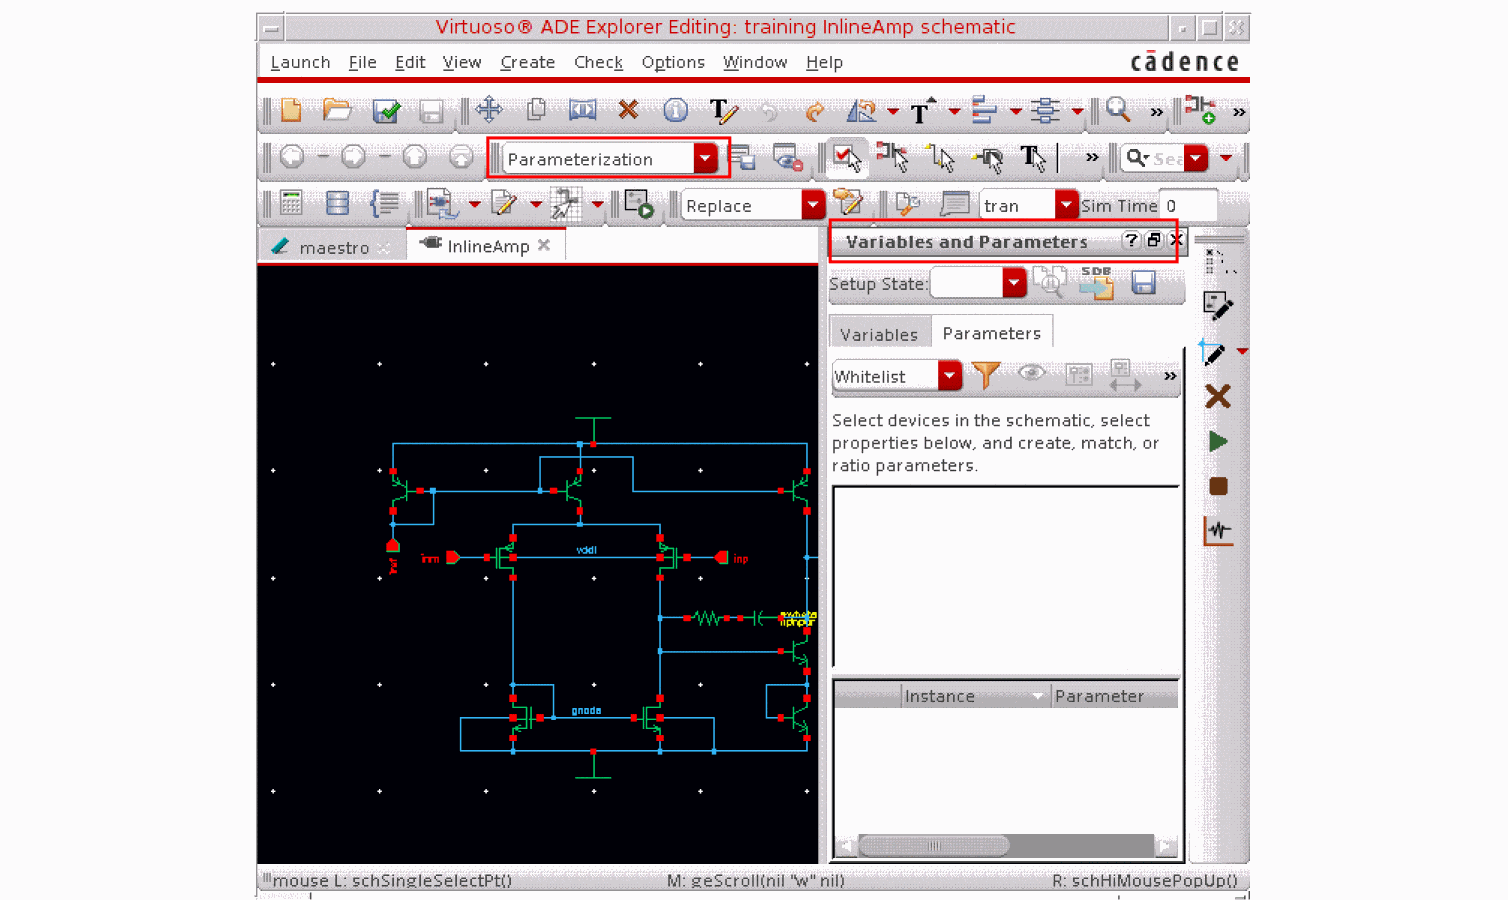 Virtuoso® ADE Explorer Editing: training InlineAmp schematic
Launch File Edit View Create Check Options Window Help
cādence
Parameterization
Replace
tran
Sim Time 0
maestro
InlineAmp
Variables and Parameters
Setup State:
SDB
Variables
Parameters
Whitelist
Select devices in the schematic, select
properties below, and create, match, or
ratio parameters.
Instance
Parameter
vddl
inm
inp
iref
gnode
mouse L: schSingleSelectPt()
M: geScroll(nil "w" nil)
R: schHiMousePopUp()